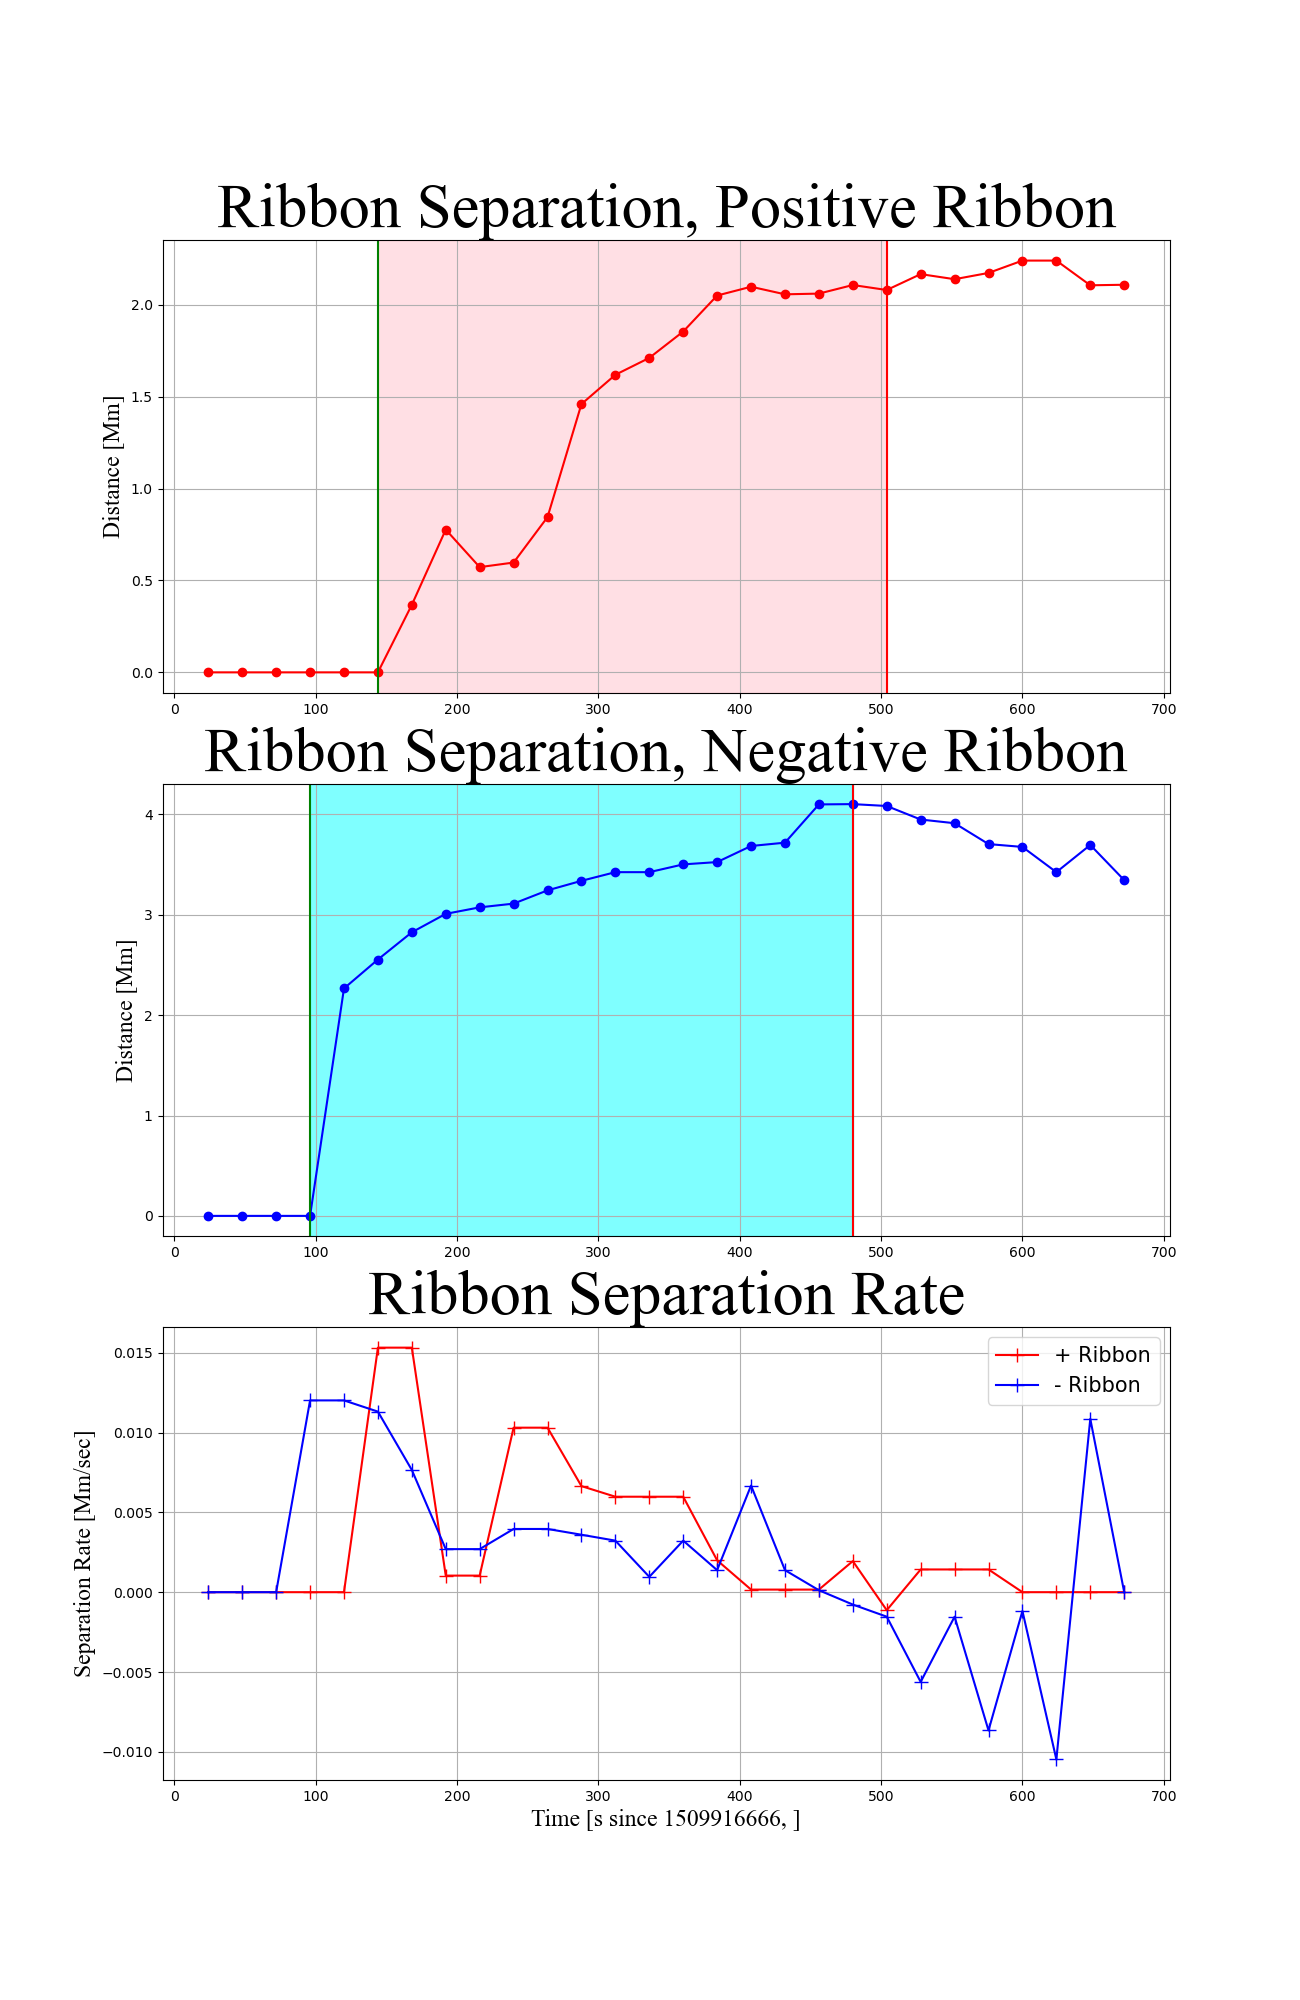 Ribbon Separation, Positive Ribbon
Distance [Mm]
2.0
1.5
1.0
0.5
0.0
0 100 200 300 400 500 600 700
Ribbon Separation, Negative Ribbon
Distance [Mm]
4
3
2
1
0
0 100 200 300 400 500 600 700
Ribbon Separation Rate
Separation Rate [Mm/sec]
0.015
0.010
0.005
0.000
−0.005
−0.010
+ Ribbon
- Ribbon
0 100 200 300 400 500 600 700
Time [s since 1509916666, ]